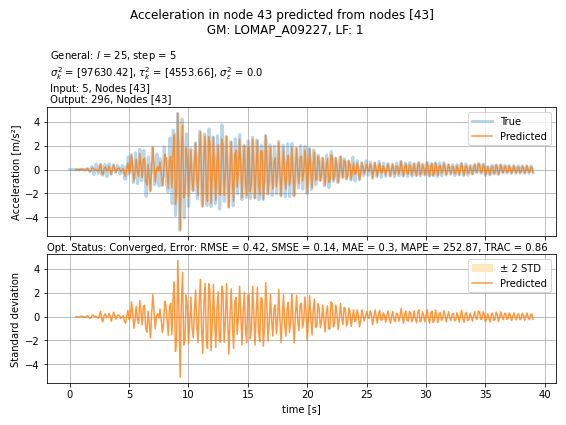 Acceleration in node 43 predicted from nodes [43]
GM: LOMAP_A09227, LF: 1
General: l = 25, step = 5
σ²ₖ = [97630.42], τ²ₖ = [4553.66], σ²ε = 0.0
Input: 5, Nodes [43]
Output: 296, Nodes [43]
Acceleration [m/s²]
4
2
0
−2
−4
True
Predicted
Opt. Status: Converged, Error: RMSE = 0.42, SMSE = 0.14, MAE = 0.3, MAPE = 252.87, TRAC = 0.86
Standard deviation
4
2
0
−2
−4
± 2 STD
Predicted
0 5 10 15 20 25 30 35 40
time [s]